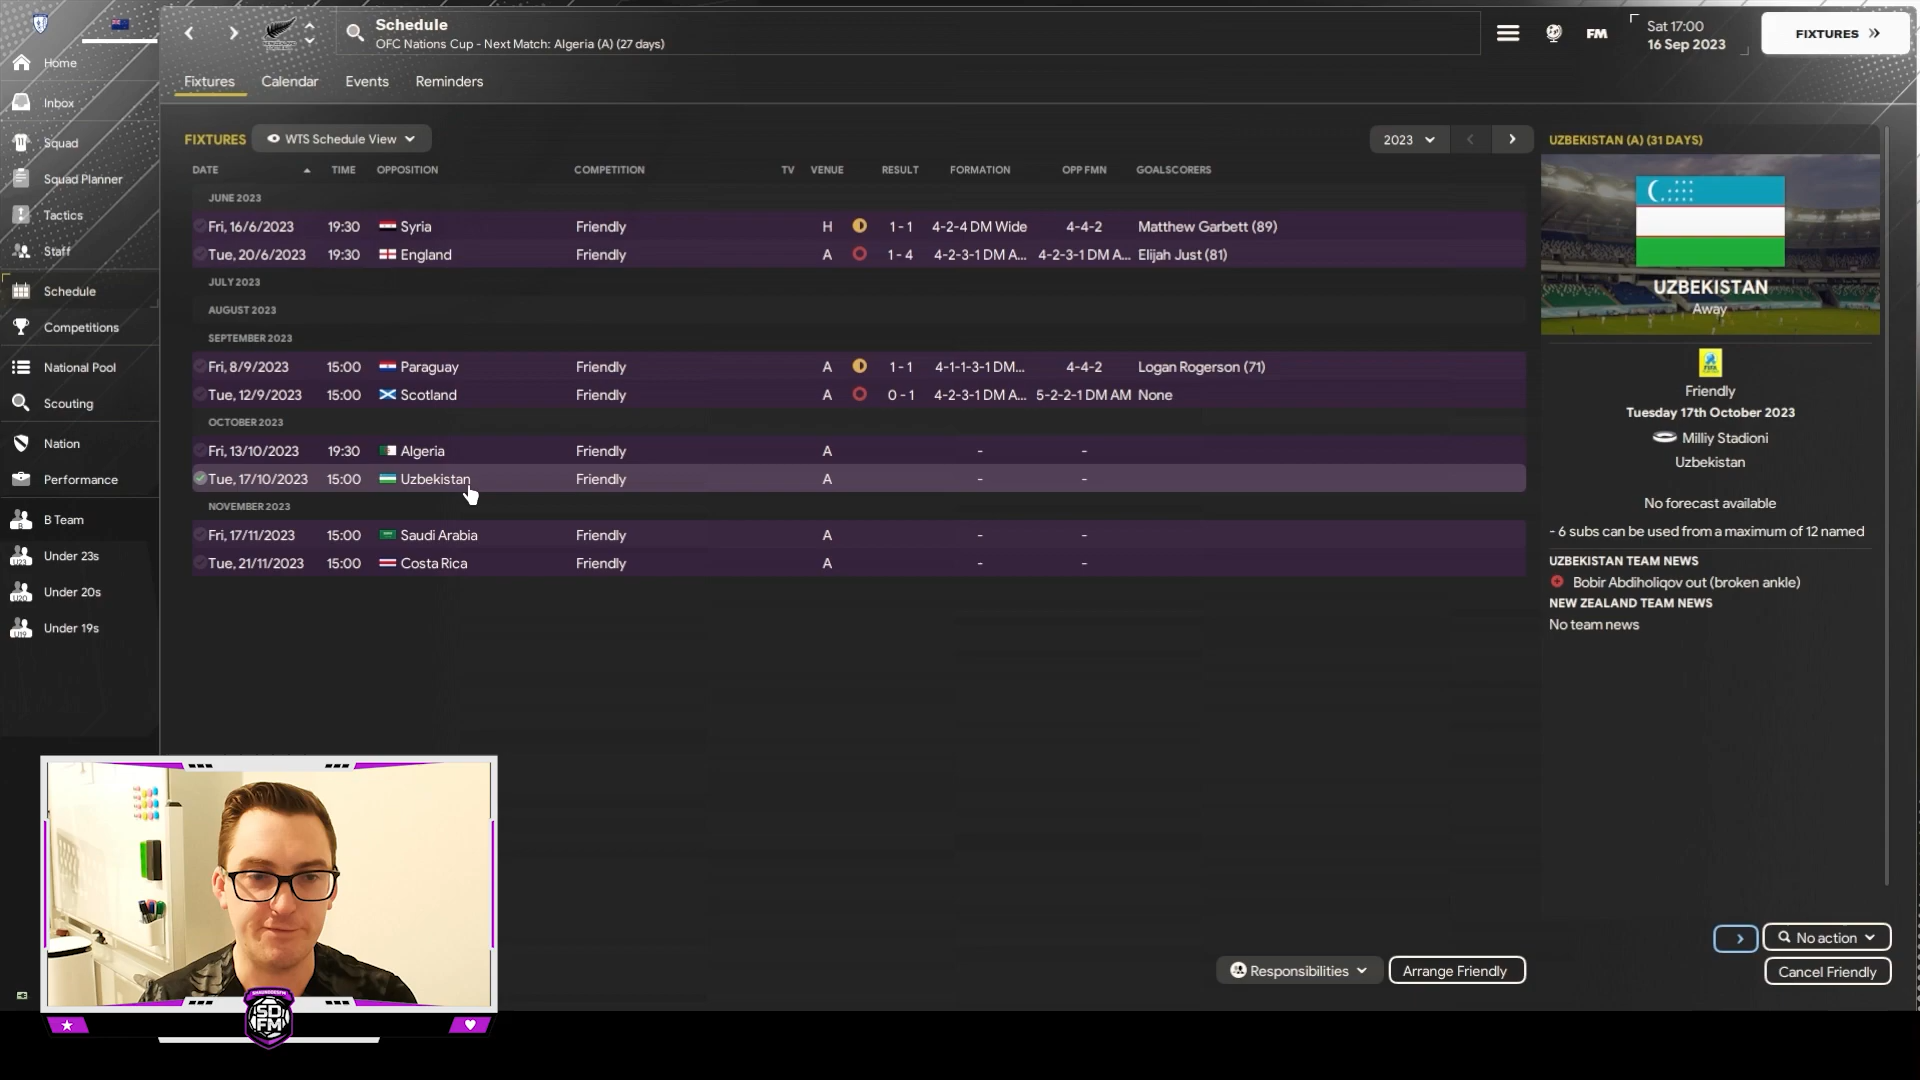 Schedule
OFC Nations Cup - Next Match: Algeria (A) (27 days)
FM
Sat 17:00
16 Sep 2023
FIXTURES
Home
Inbox
Squad
Squad Planner
Tactics
Staff
Schedule
Competitions
National Pool
Scouting
Nation
Performance
B Team
Under 23s
Under 20s
Under 19s
Fixtures Calendar Events Reminders
FIXTURES WTS Schedule View 2023
DATE TIME OPPOSITION COMPETITION TV VENUE RESULT FORMATION OPP FMN GOALSCORERS
JUNE 2023
Fri, 16/6/2023 19:30 Syria Friendly H 1 - 1 4-2-4 DM Wide 4-4-2 Matthew Garbett (89)
Tue, 20/6/2023 19:30 England Friendly A 1 - 4 4-2-3-1 DM A... 4-2-3-1 DM A... Elijah Just (81)
JULY 2023
AUGUST 2023
SEPTEMBER 2023
Fri, 8/9/2023 15:00 Paraguay Friendly A 1 - 1 4-1-1-3-1 DM... 4-4-2 Logan Rogerson (71)
Tue, 12/9/2023 15:00 Scotland Friendly A 0 - 1 4-2-3-1 DM A... 5-2-2-1 DM AM None
OCTOBER 2023
Fri, 13/10/2023 19:30 Algeria Friendly A - -
Tue, 17/10/2023 15:00 Uzbekistan Friendly A - -
NOVEMBER 2023
Fri, 17/11/2023 15:00 Saudi Arabia Friendly A - -
Tue, 21/11/2023 15:00 Costa Rica Friendly A - -
UZBEKISTAN (A) (31 DAYS)
UZBEKISTAN
Away
Friendly
Tuesday 17th October 2023
Milliy Stadioni
Uzbekistan
No forecast available
- 6 subs can be used from a maximum of 12 named
UZBEKISTAN TEAM NEWS
Bobir Abdiholiqov out (broken ankle)
NEW ZEALAND TEAM NEWS
No team news
Responsibilities
Arrange Friendly
No action
Cancel Friendly
SD
FM